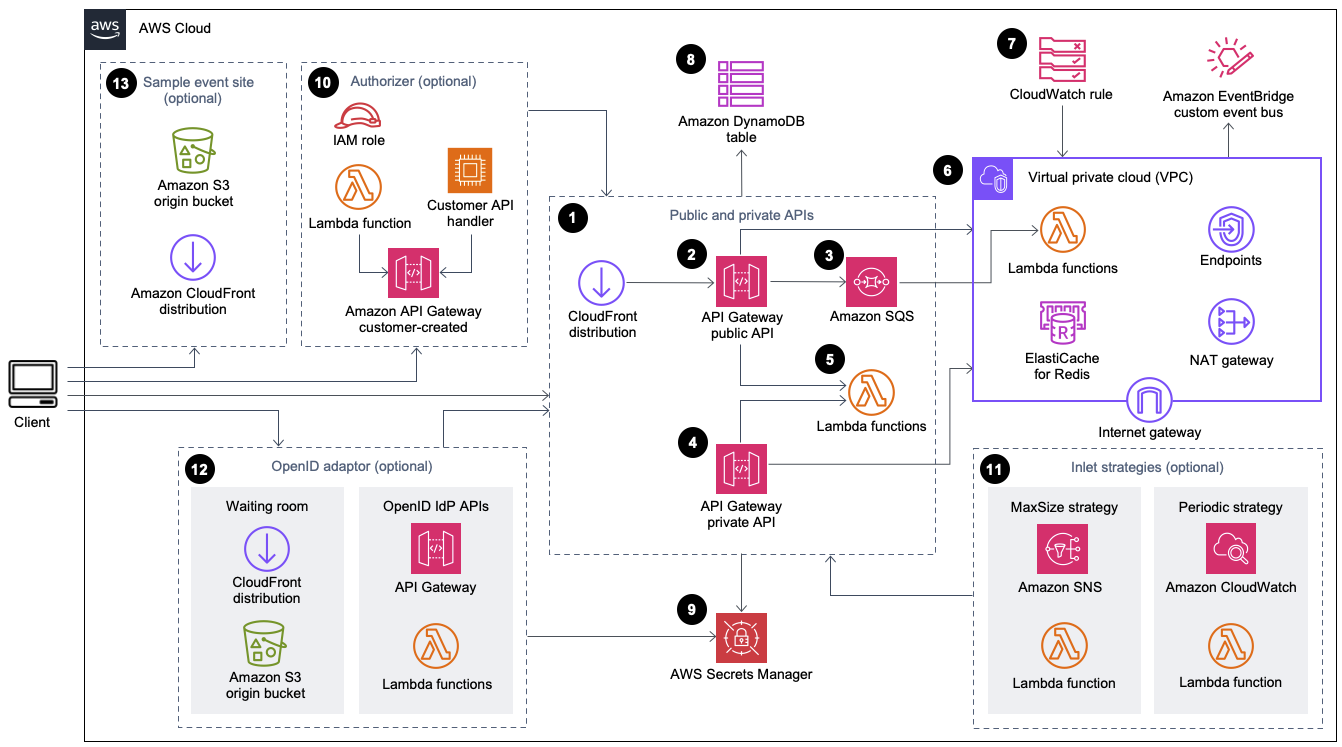 aws
AWS Cloud
13
Sample event site
(optional)
Amazon S3
origin bucket
Amazon CloudFront
distribution
10
Authorizer (optional)
IAM role
Lambda function
Customer API
handler
Amazon API Gateway
customer-created
8
Amazon DynamoDB
table
7
CloudWatch rule
Amazon EventBridge
custom event bus
1
Public and private APIs
CloudFront
distribution
2
API Gateway
public API
3
Amazon SQS
5
Lambda functions
4
API Gateway
private API
6
Virtual private cloud (VPC)
Lambda functions
Endpoints
R
ElastiCache
for Redis
NAT gateway
Internet gateway
Client
12
OpenID adaptor (optional)
Waiting room
CloudFront
distribution
Amazon S3
origin bucket
OpenID IdP APIs
API Gateway
Lambda functions
9
AWS Secrets Manager
11
Inlet strategies (optional)
MaxSize strategy
Amazon SNS
Lambda function
Periodic strategy
Amazon CloudWatch
Lambda function